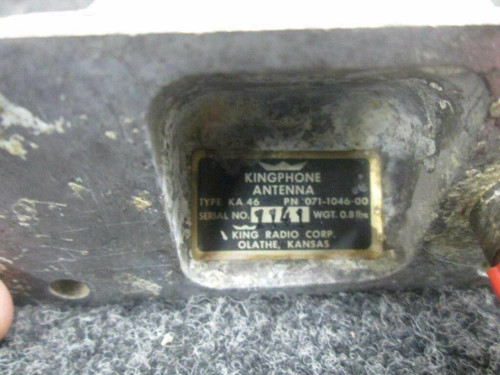 KINGPHONE
ANTENNA
TYPE KA 46 PN 071-1046-00
SERIAL NO. WGT. 0.8 lbs
KING RADIO CORP.
OLATHE, KANSAS